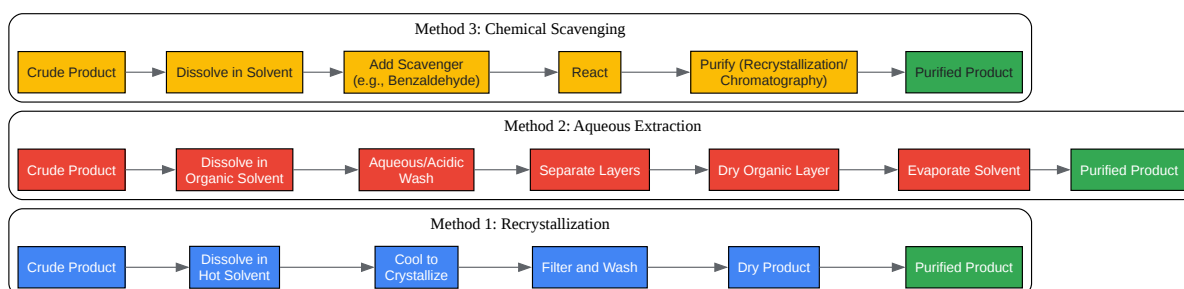 Method 3: Chemical Scavenging
Crude Product
Dissolve in Solvent
Add Scavenger
(e.g., Benzaldehyde)
React
Purify (Recrystallization/
Chromatography)
Purified Product
Method 2: Aqueous Extraction
Crude Product
Dissolve in
Organic Solvent
Aqueous/Acidic
Wash
Separate Layers
Dry Organic Layer
Evaporate Solvent
Purified Product
Method 1: Recrystallization
Crude Product
Dissolve in
Hot Solvent
Cool to
Crystallize
Filter and Wash
Dry Product
Purified Product